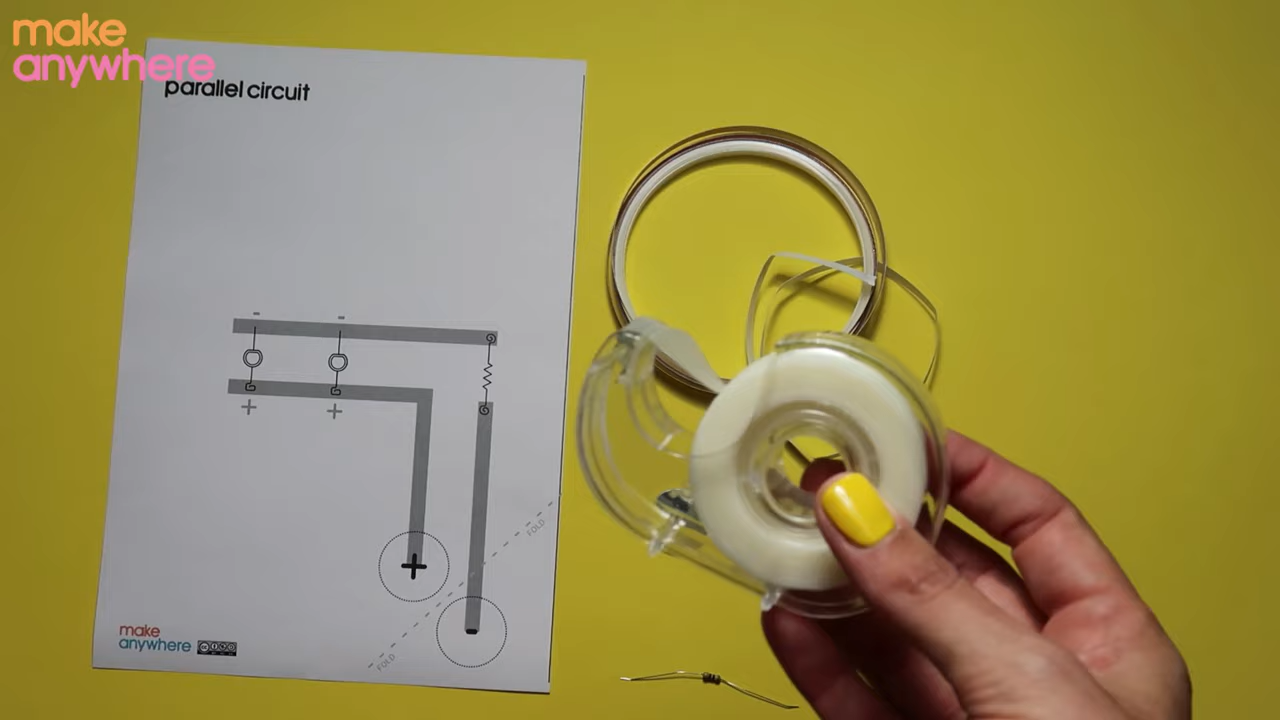 make
anywhere
parallel circuit
-
-
+
+
+
-
FOLD
FOLD
make
anywhere